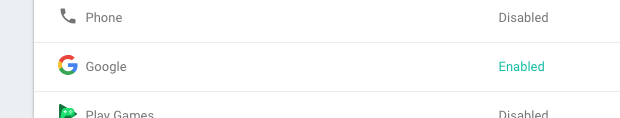 Phone Disabled
Google Enabled
Play Games Disabled